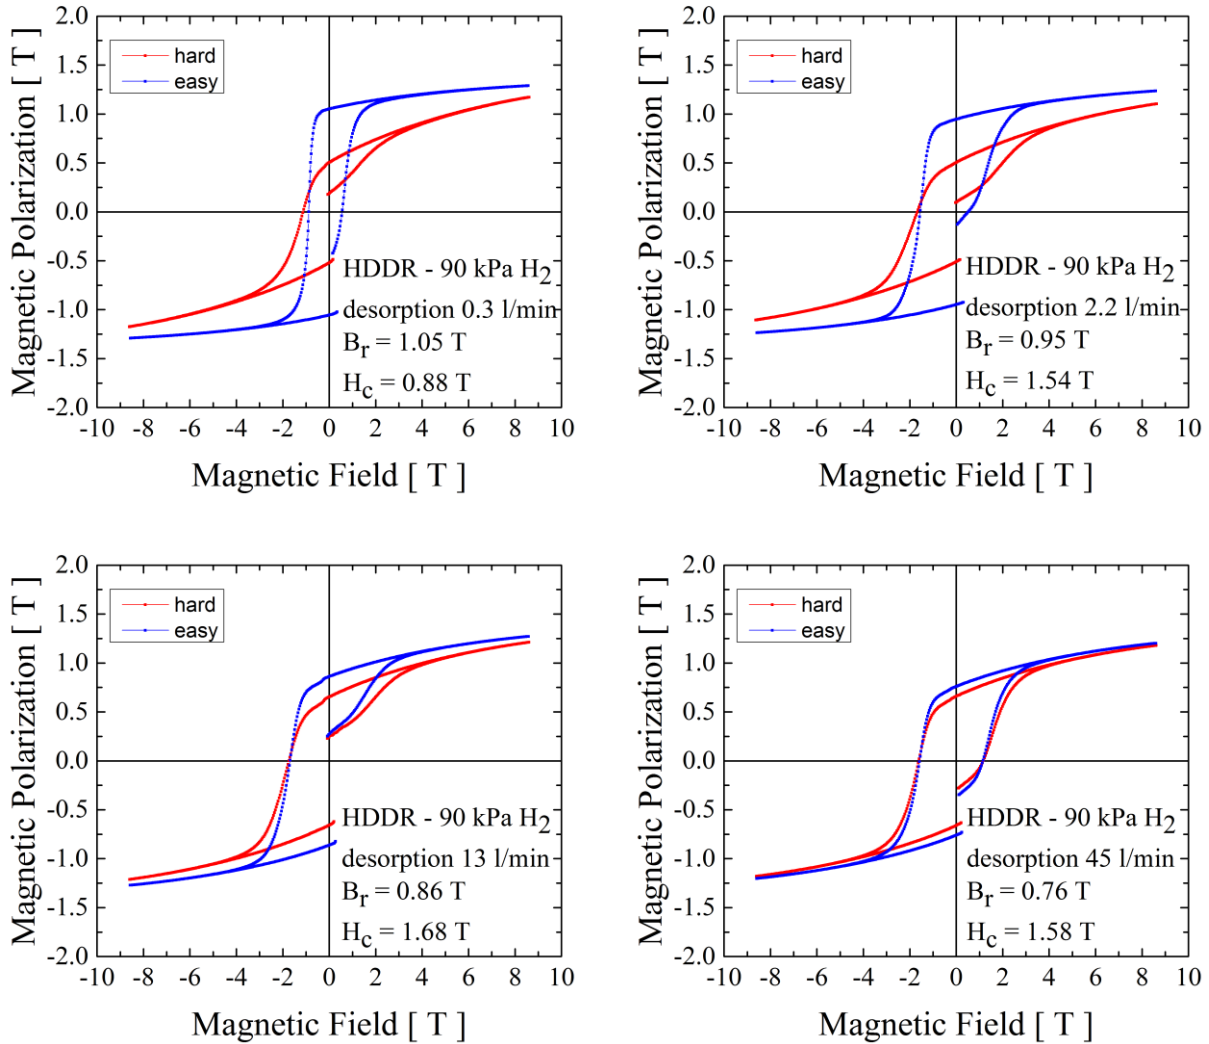 2.0
1.5
1.0
0.5
0.0
-0.5
-1.0
-1.5
-2.0
Magnetic Polarization [ T ]
hard
easy
HDDR - 90 kPa H2
desorption 0.3 l/min
Br = 1.05 T
Hc = 0.88 T
-10 -8 -6 -4 -2 0 2 4 6 8 10
Magnetic Field [ T ]
2.0
1.5
1.0
0.5
0.0
-0.5
-1.0
-1.5
-2.0
Magnetic Polarization [ T ]
hard
easy
HDDR - 90 kPa H2
desorption 2.2 l/min
Br = 0.95 T
Hc = 1.54 T
-10 -8 -6 -4 -2 0 2 4 6 8 10
Magnetic Field [ T ]
2.0
1.5
1.0
0.5
0.0
-0.5
-1.0
-1.5
-2.0
Magnetic Polarization [ T ]
hard
easy
HDDR - 90 kPa H2
desorption 13 l/min
Br = 0.86 T
Hc = 1.68 T
-10 -8 -6 -4 -2 0 2 4 6 8 10
Magnetic Field [ T ]
2.0
1.5
1.0
0.5
0.0
-0.5
-1.0
-1.5
-2.0
Magnetic Polarization [ T ]
hard
easy
HDDR - 90 kPa H2
desorption 45 l/min
Br = 0.76 T
Hc = 1.58 T
-10 -8 -6 -4 -2 0 2 4 6 8 10
Magnetic Field [ T ]